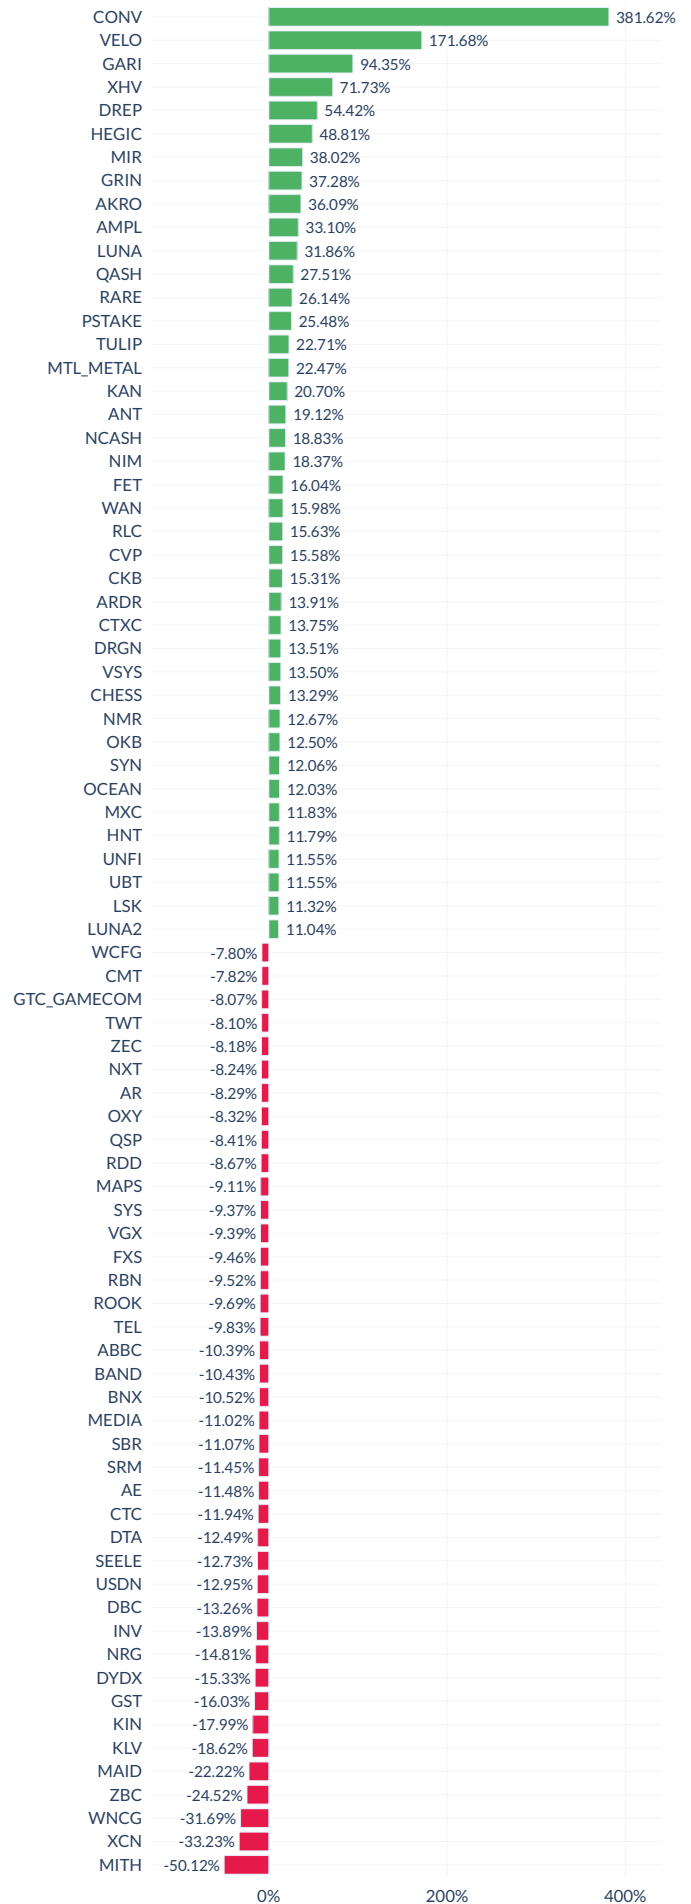 CONV 381.62%
VELO 171.68%
GARI 94.35%
XHV 71.73%
DREP 54.42%
HEGIC 48.81%
MIR 38.02%
GRIN 37.28%
AKRO 36.09%
AMPL 33.10%
LUNA 31.86%
QASH 27.51%
RARE 26.14%
PSTAKE 25.48%
TULIP 22.71%
MTL_METAL 22.47%
KAN 20.70%
ANT 19.12%
NCASH 18.83%
NIM 18.37%
FET 16.04%
WAN 15.98%
RLC 15.63%
CVP 15.58%
CKB 15.31%
ARDR 13.91%
CTXC 13.75%
DRGN 13.51%
VSYS 13.50%
CHESS 13.29%
NMR 12.67%
OKB 12.50%
SYN 12.06%
OCEAN 12.03%
MXC 11.83%
HNT 11.79%
UNFI 11.55%
UBT 11.55%
LSK 11.32%
LUNA2 11.04%
WCFG -7.80%
CMT -7.82%
GTC_GAMECOM -8.07%
TWT -8.10%
ZEC -8.18%
NXT -8.24%
AR -8.29%
OXY -8.32%
QSP -8.41%
RDD -8.67%
MAPS -9.11%
SYS -9.37%
VGX -9.39%
FXS -9.46%
RBN -9.52%
ROOK -9.69%
TEL -9.83%
ABBC -10.39%
BAND -10.43%
BNX -10.52%
MEDIA -11.02%
SBR -11.07%
SRM -11.45%
AE -11.48%
CTC -11.94%
DTA -12.49%
SEELE -12.73%
USDN -12.95%
DBC -13.26%
INV -13.89%
NRG -14.81%
DYDX -15.33%
GST -16.03%
KIN -17.99%
KLV -18.62%
MAID -22.22%
ZBC -24.52%
WNCG -31.69%
XCN -33.23%
MITH -50.12%
0% 200% 400%